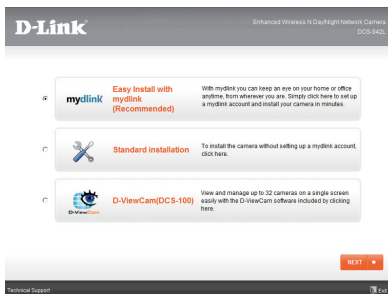 D-Link
Enhanced Wireless N Day/Night Network Camera
DCS-942L
mydlink
Easy Install with
mydlink
(Recommended)
With mydlink you can keep an eye on your home or office
anytime, from wherever you are. Simply click here to set up
a mydlink account and install your camera in minutes.
Standard installation
To install the camera without setting up a mydlink account,
click here.
D-ViewCam
D-ViewCam(DCS-100)
View and manage up to 32 cameras on a single screen
easily with the D-ViewCam software included by clicking
here.
NEXT
Technical Support
Exit